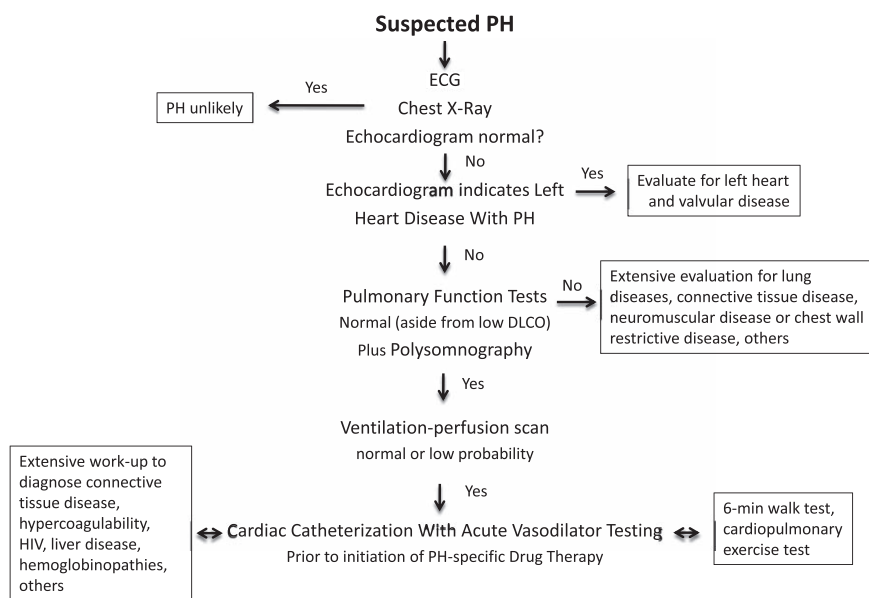 Suspected PH
ECG
Yes
Chest X-Ray
PH unlikely
Echocardiogram normal?
No
Echocardiogram indicates Left
Heart Disease With PH
Yes
Evaluate for left heart
and valvular disease
No
Pulmonary Function Tests
Normal (aside from low DLCO)
Plus Polysomnography
No
Extensive evaluation for lung
diseases, connective tissue disease,
neuromuscular disease or chest wall
restrictive disease, others
Yes
Ventilation-perfusion scan
normal or low probability
Yes
Extensive work-up to
diagnose connective
tissue disease,
hypercoagulability,
HIV, liver disease,
hemoglobinopathies,
others
Cardiac Catheterization With Acute Vasodilator Testing
Prior to initiation of PH-specific Drug Therapy
6-min walk test,
cardiopulmonary
exercise test